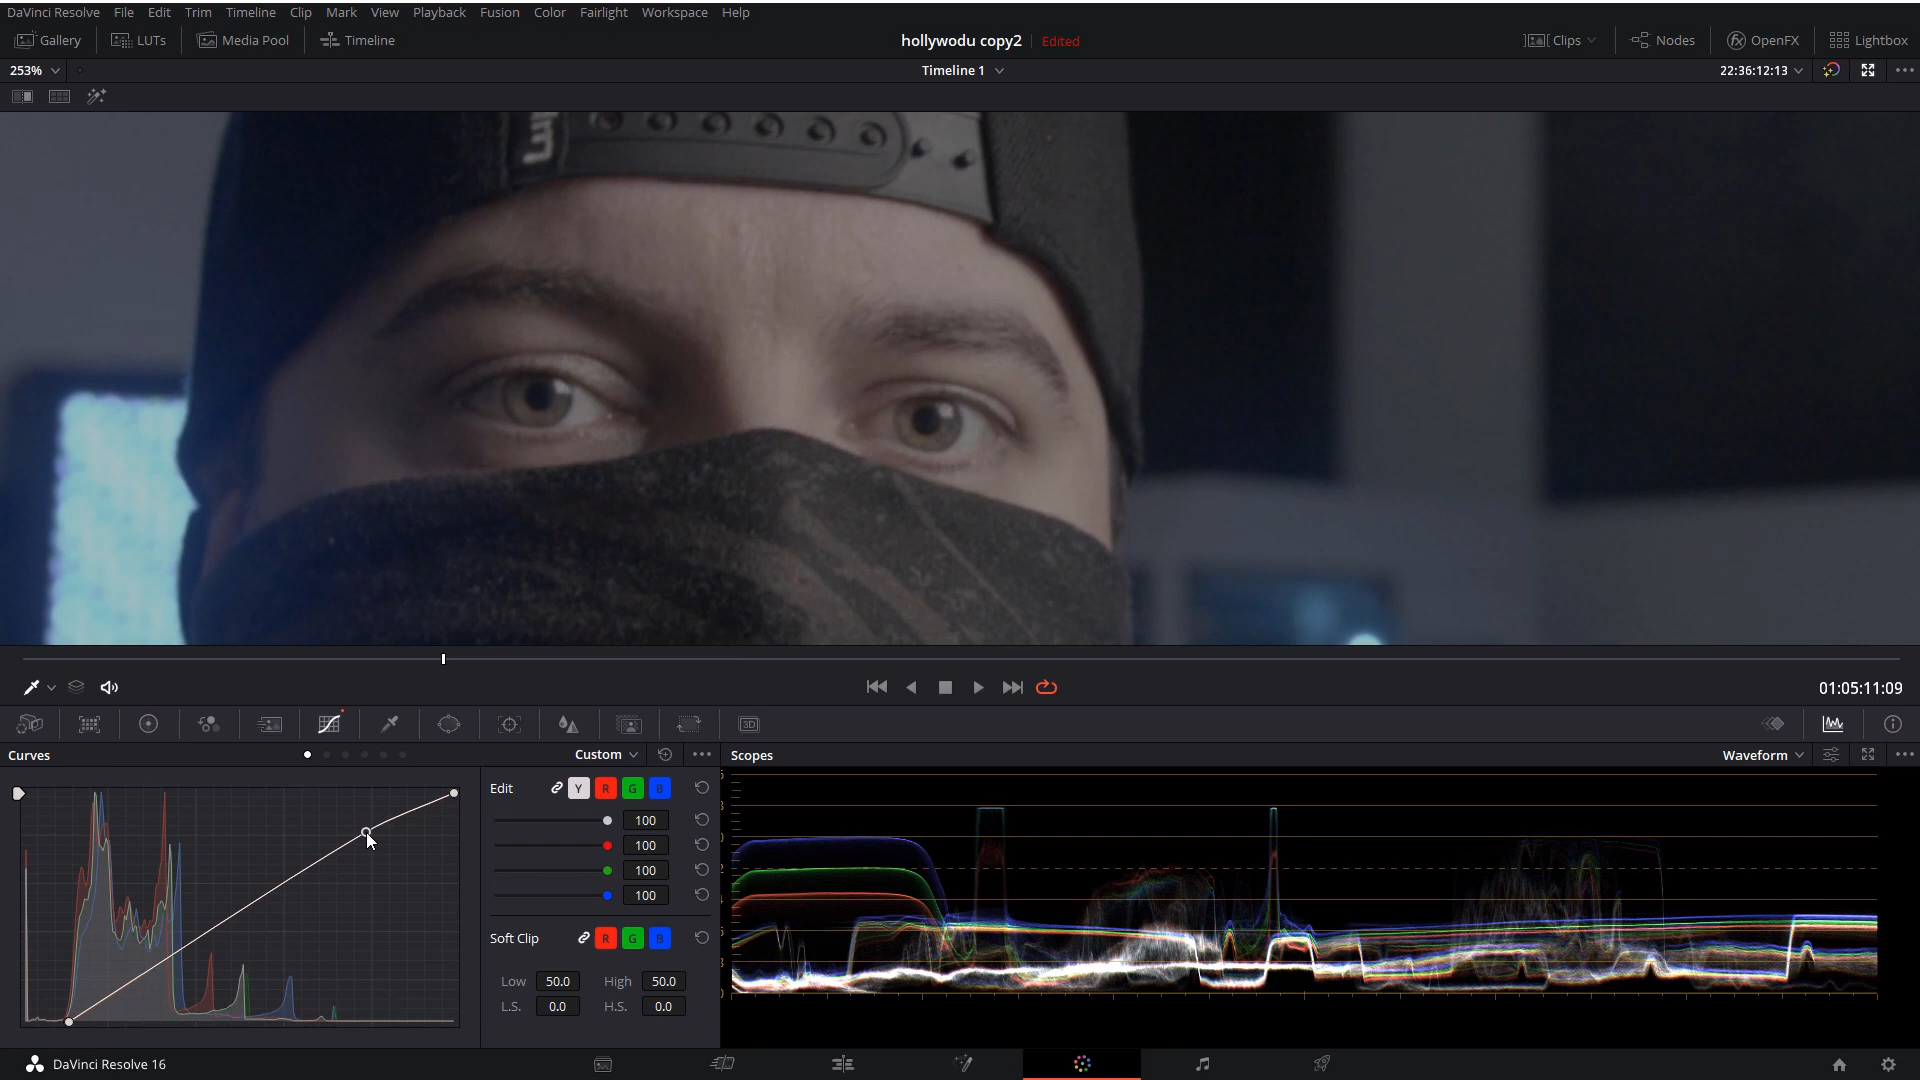 DaVinci Resolve File Edit Trim Timeline Clip Mark View Playback Fusion Color Fairlight Workspace Help
Gallery LUTs Media Pool Timeline hollywodu copy2 Edited Clips Nodes OpenFX Lightbox
253% Timeline 1 22:36:12:13
01:05:11:09
3D
Curves Custom Scopes Waveform
Edit Y R G B
100
100
100
100
Soft Clip R G B
Low 50.0 High 50.0
L.S. 0.0 H.S. 0.0
DaVinci Resolve 16